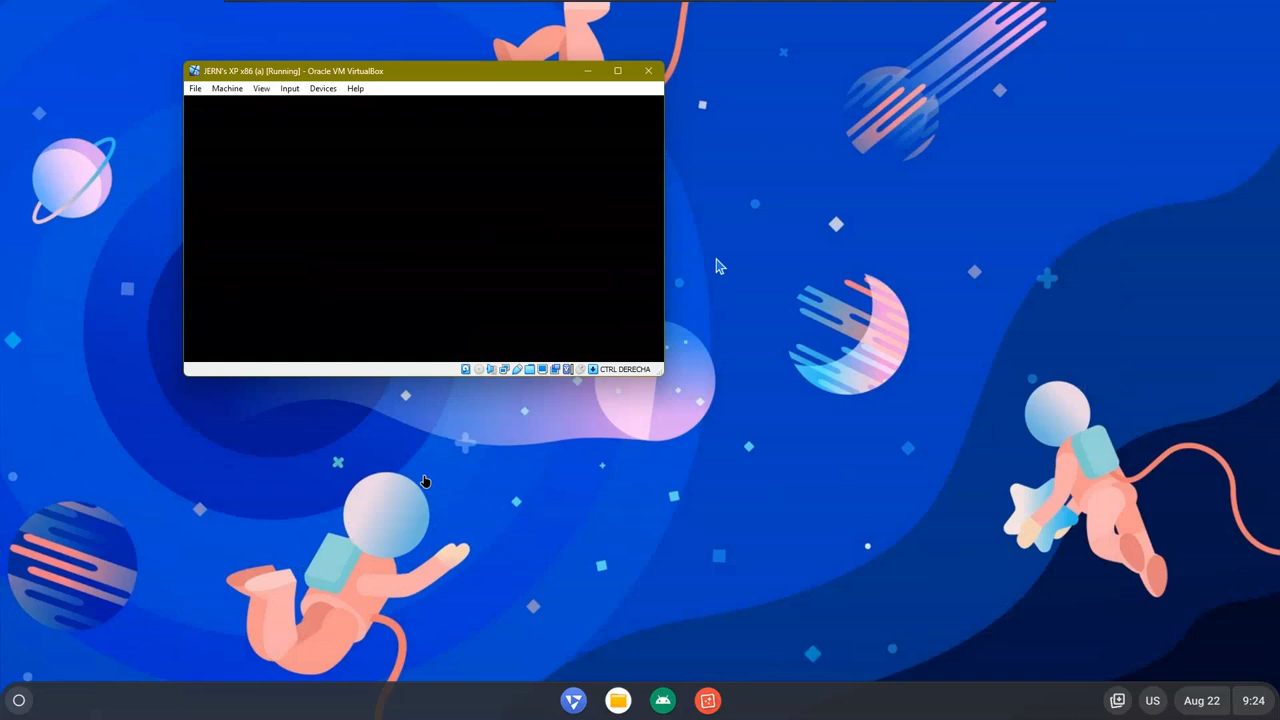 JERN's XP x86 (a) [Running] - Oracle VM VirtualBox
File Machine View Input Devices Help
CTRL DERECHA
US Aug 22 9:24